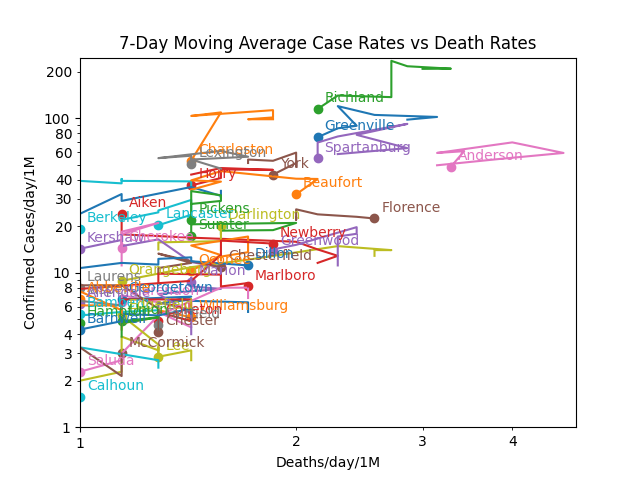 7-Day Moving Average Case Rates vs Death Rates
Confirmed Cases/day/1M
200
100
80
60
40
30
20
10
8
6
4
3
2
1
Richland
Greenville
Charleston
Spartanburg
Lexington
Anderson
York
Horry
Beaufort
Aiken
Pickens
Florence
Berkeley
Lancaster
Darlington
Sumter
Newberry
Kershaw
Cherokee
Greenwood
Dillon
Chesterfield
Marion
Orangeburg
Laurens
Marlboro
Georgetown
Williamsburg
Barnwell
Chester
McCormick
Lee
Saluda
Calhoun
1
2
3
4
Deaths/day/1M